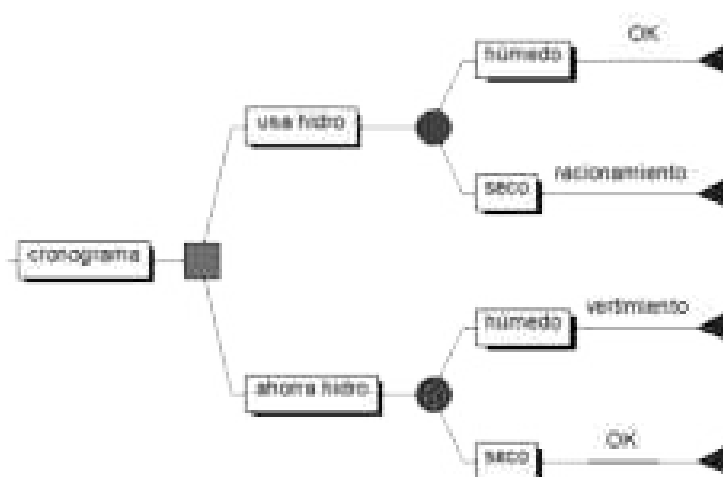 OK
húmedo
usa hidro
seco
racionamiento
cronograma
vertimiento
húmedo
ahorra hidro
OK
seco